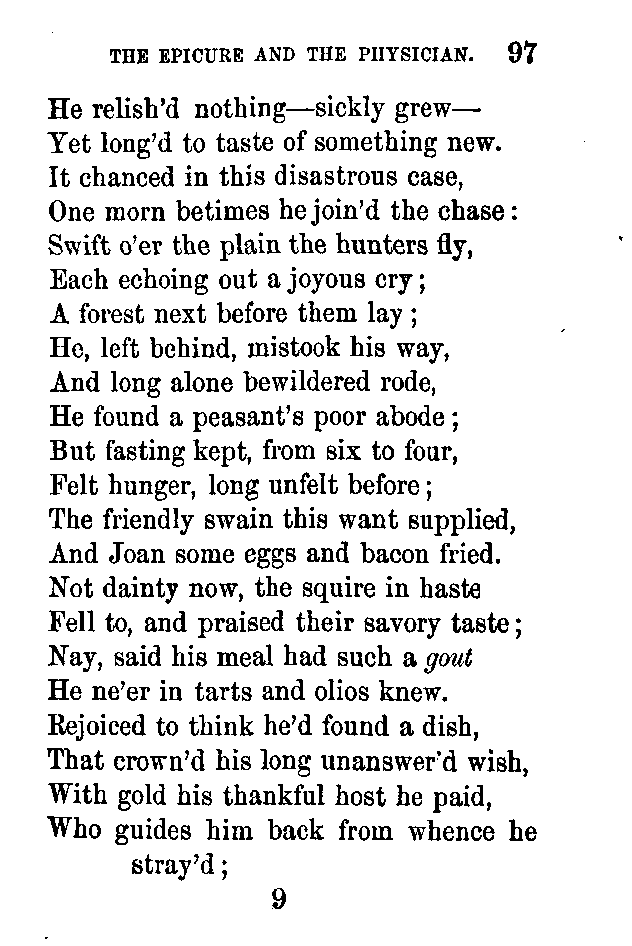 THE EPICURE AND THE PHYSICIAN. 97
He relish'd nothing—sickly grew—
Yet long'd to taste of something new.
It chanced in this disastrous case,
One morn betimes he join'd the chase:
Swift o'er the plain the hunters fly,
Each echoing out a joyous cry;
A forest next before them lay;
He, left behind, mistook his way,
And long alone bewildered rode,
He found a peasant's poor abode;
But fasting kept, from six to four,
Felt hunger, long unfelt before;
The friendly swain this want supplied,
And Joan some eggs and bacon fried.
Not dainty now, the squire in haste
Fell to, and praised their savory taste;
Nay, said his meal had such a gout
He ne'er in tarts and olios knew.
Rejoiced to think he'd found a dish,
That crown'd his long unanswer'd wish,
With gold his thankful host he paid,
Who guides him back from whence he
stray'd;
9